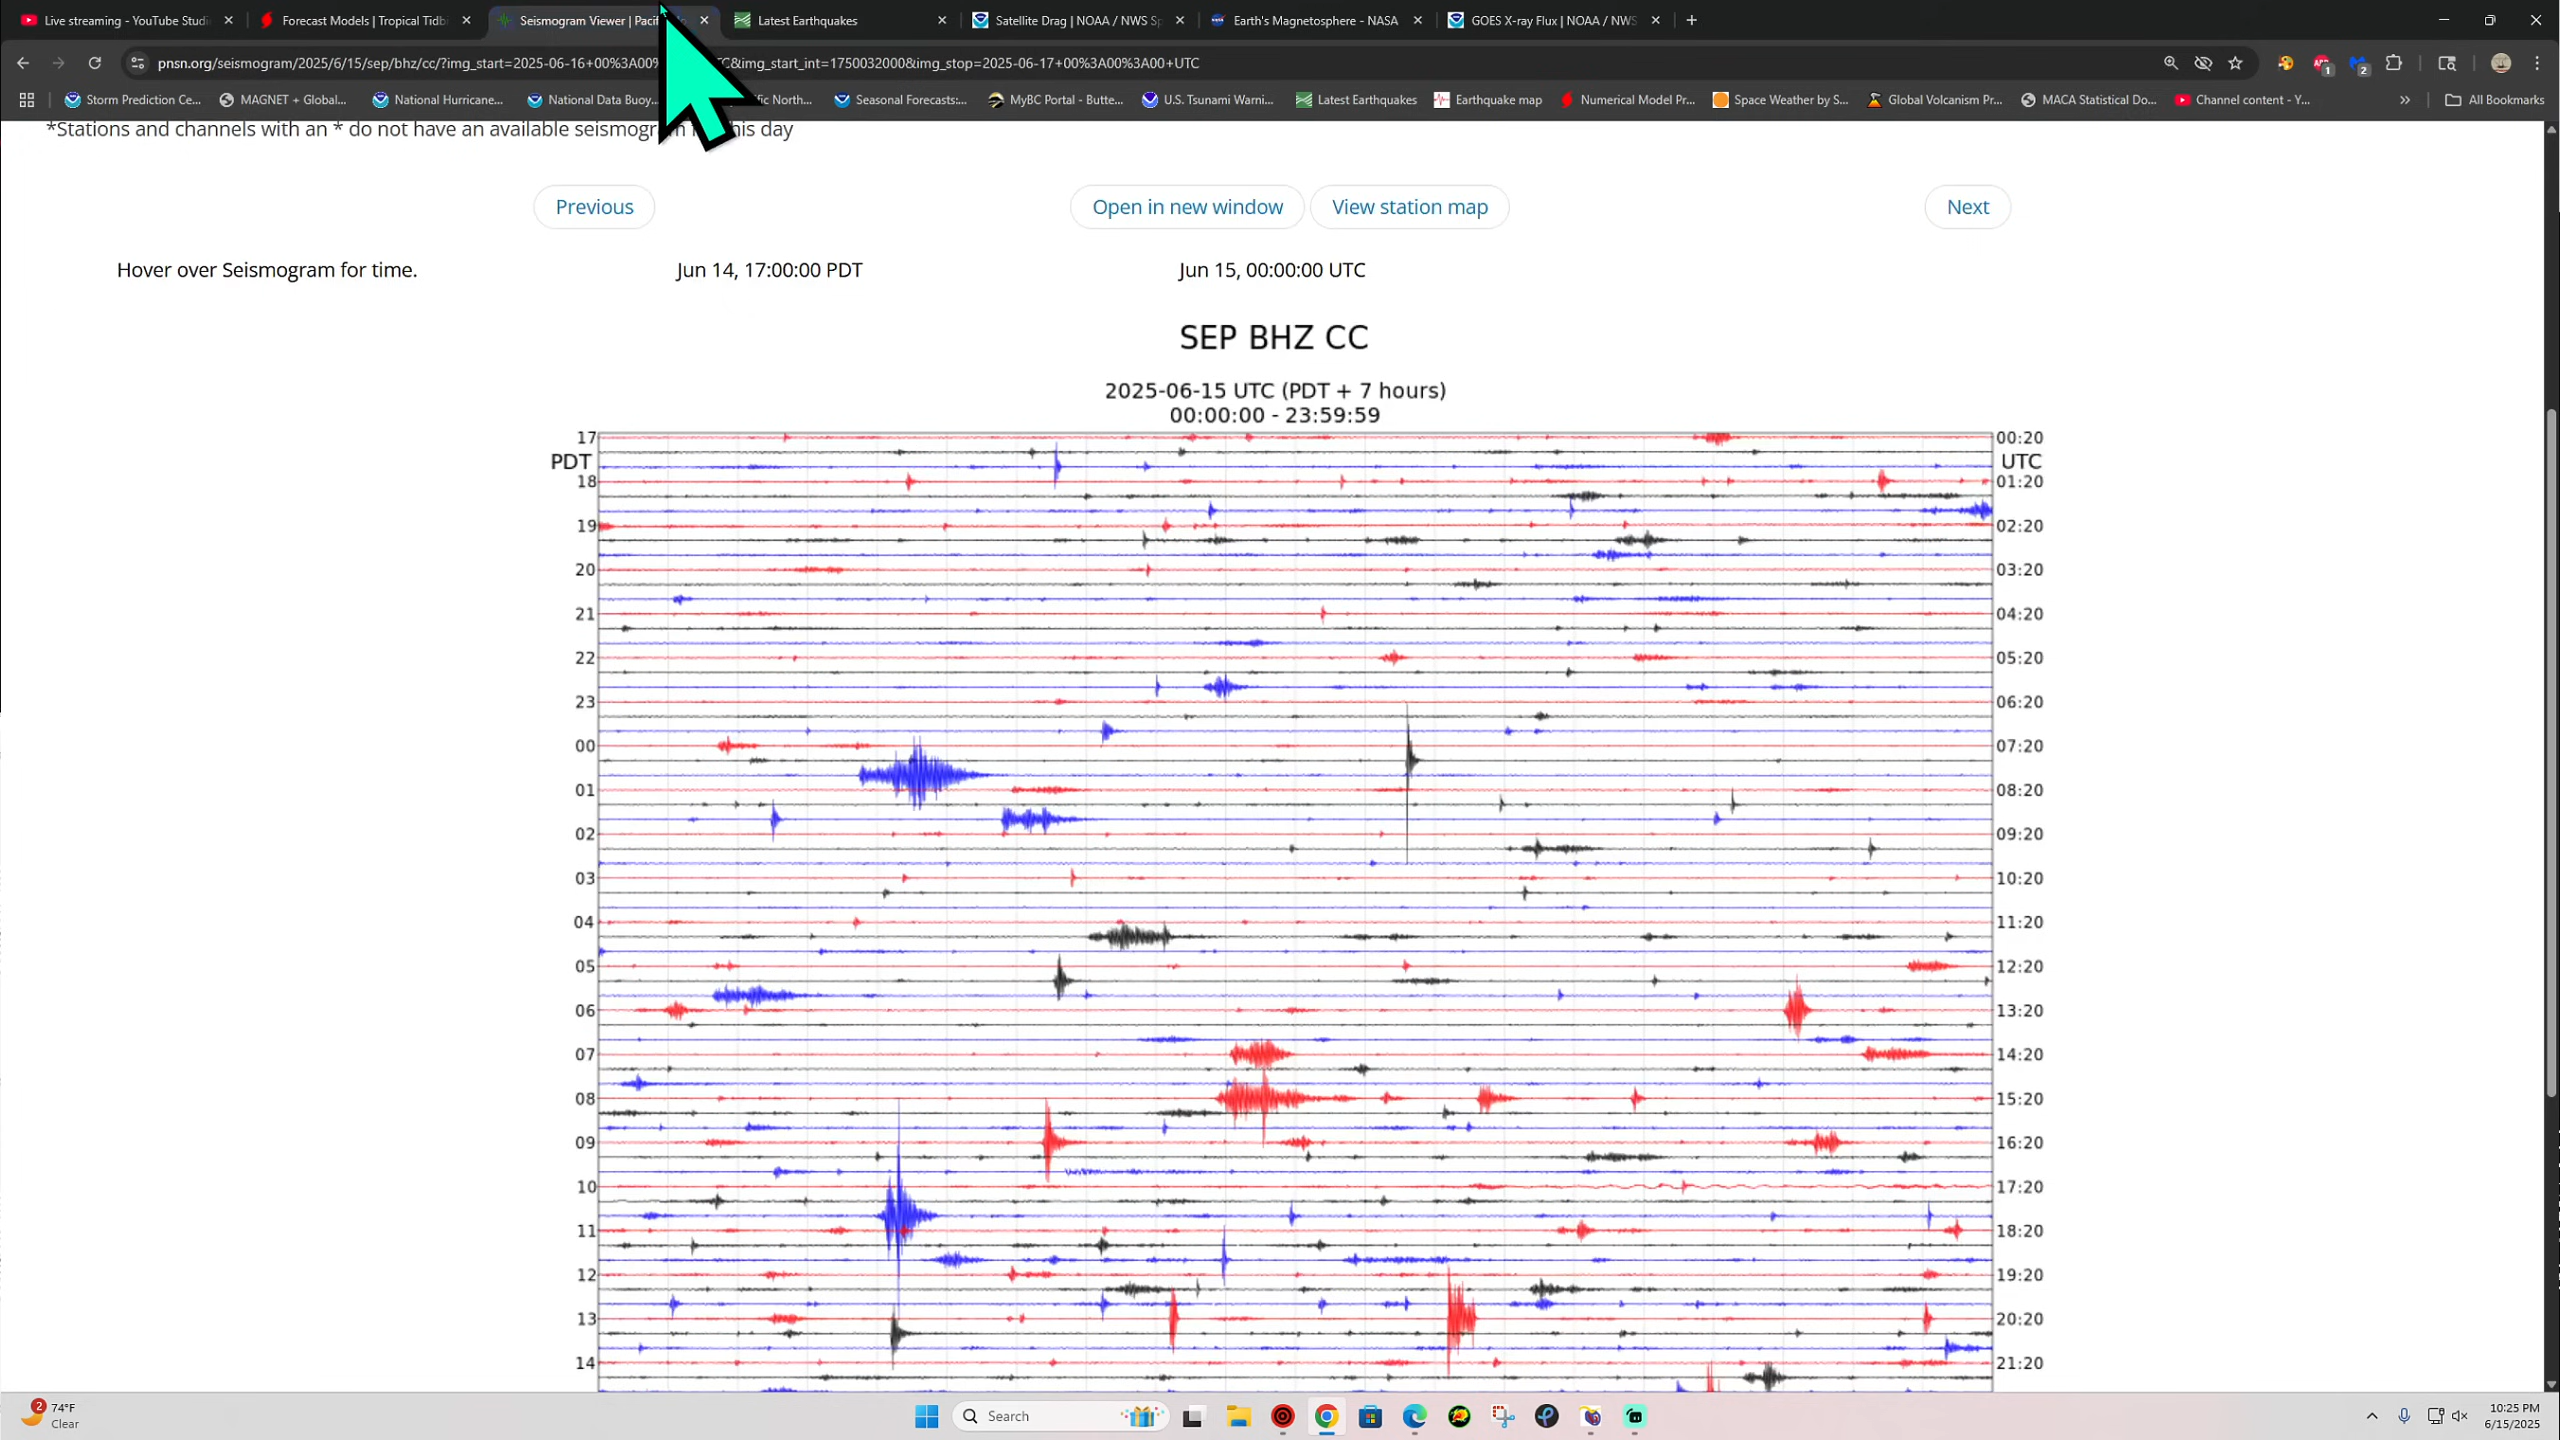 Live streaming - YouTube Studi
Forecast Models | Tropical Tidbi
Seismogram Viewer | Pacif
Latest Earthquakes
Satellite Drag | NOAA / NWS Sp
Earth's Magnetosphere - NASA
GOES X-ray Flux | NOAA / NWS
pnsn.org/seismogram/2025/6/15/sep/bhz/cc/?img_start=2025-06-16+00%3A00% C&img_start_int=1750032000&img_stop=2025-06-17+00%3A00%3A00+UTC
1
2
Storm Prediction Ce...
MAGNET + Global...
National Hurricane...
National Data Buoy...
fic North...
Seasonal Forecasts:...
MyBC Portal - Butte...
U.S. Tsunami Warni...
Latest Earthquakes
Earthquake map
Numerical Model Pr...
Space Weather by S...
Global Volcanism Pr...
MACA Statistical Do...
Channel content - Y...
All Bookmarks
*Stations and channels with an * do not have an available seismogram his day
Previous
Open in new window
View station map
Next
Hover over Seismogram for time.
Jun 14, 17:00:00 PDT
Jun 15, 00:00:00 UTC
SEP BHZ CC
2025-06-15 UTC (PDT + 7 hours)
00:00:00 - 23:59:59
17 00:20
PDT UTC
18 01:20
19 02:20
20 03:20
21 04:20
22 05:20
23 06:20
00 07:20
01 08:20
02 09:20
03 10:20
04 11:20
05 12:20
06 13:20
07 14:20
08 15:20
09 16:20
10 17:20
11 18:20
12 19:20
13 20:20
14 21:20
2
74°F
Clear
Search
10:25 PM
6/15/2025